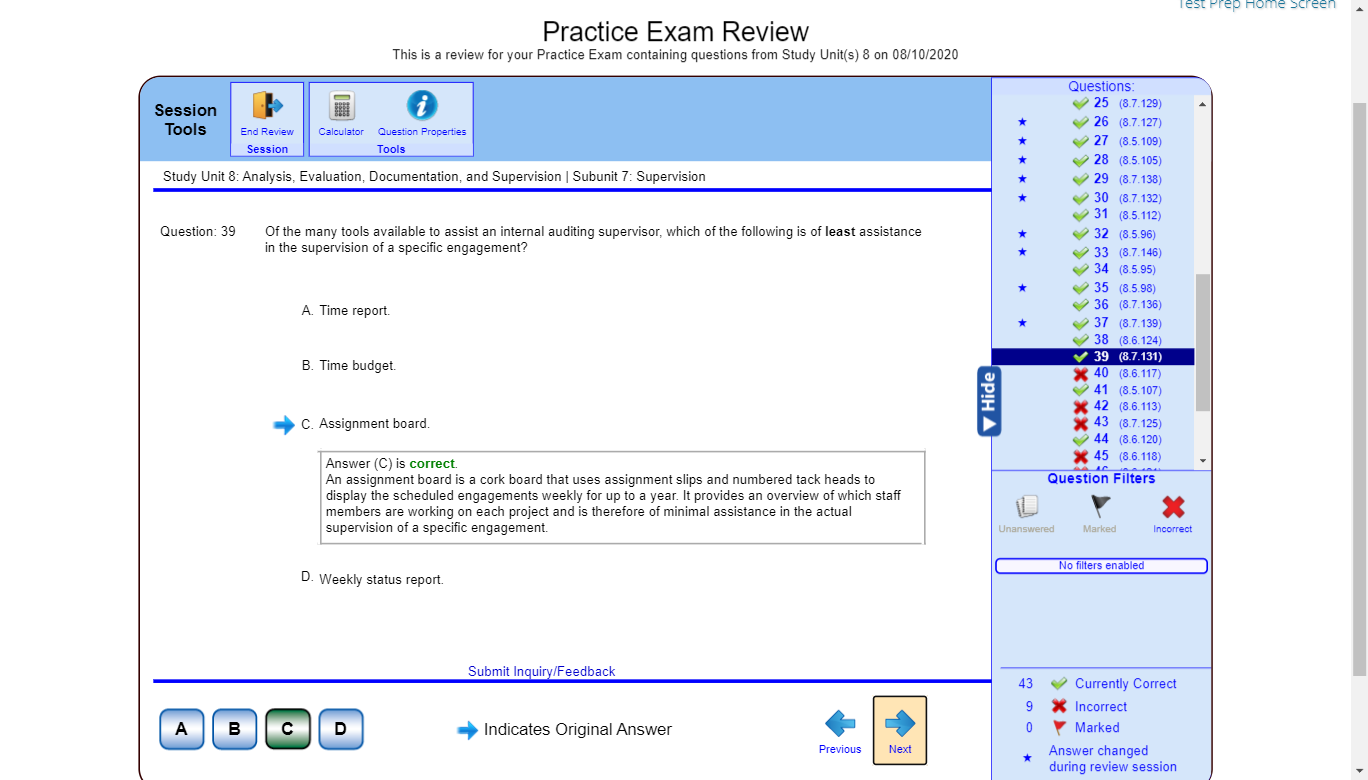 Test Prep Home Screen
Practice Exam Review
This is a review for your Practice Exam containing questions from Study Unit(s) 8 on 08/10/2020
Session
Tools
End Review
Session
Calculator
Question Properties
Tools
Study Unit 8: Analysis, Evaluation, Documentation, and Supervision | Subunit 7: Supervision
Question: 39
Of the many tools available to assist an internal auditing supervisor, which of the following is of least assistance
in the supervision of a specific engagement?
A. Time report.
B. Time budget.
C. Assignment board.
Answer (C) is correct.
An assignment board is a cork board that uses assignment slips and numbered tack heads to
display the scheduled engagements weekly for up to a year. It provides an overview of which staff
members are working on each project and is therefore of minimal assistance in the actual
supervision of a specific engagement.
D. Weekly status report.
Submit Inquiry/Feedback
A
B
C
D
Indicates Original Answer
Previous
Next
Questions:
25 (8.7.129)
26 (8.7.127)
27 (8.5.109)
28 (8.5.105)
29 (8.7.138)
30 (8.7.132)
31 (8.5.112)
32 (8.5.96)
33 (8.7.146)
34 (8.5.95)
35 (8.5.98)
36 (8.7.136)
37 (8.7.139)
38 (8.6.124)
39 (8.7.131)
40 (8.6.117)
41 (8.5.107)
42 (8.6.113)
43 (8.7.125)
44 (8.6.120)
45 (8.6.118)
Hide
Question Filters
Unanswered
Marked
Incorrect
No filters enabled
43 Currently Correct
9 Incorrect
0 Marked
Answer changed
during review session